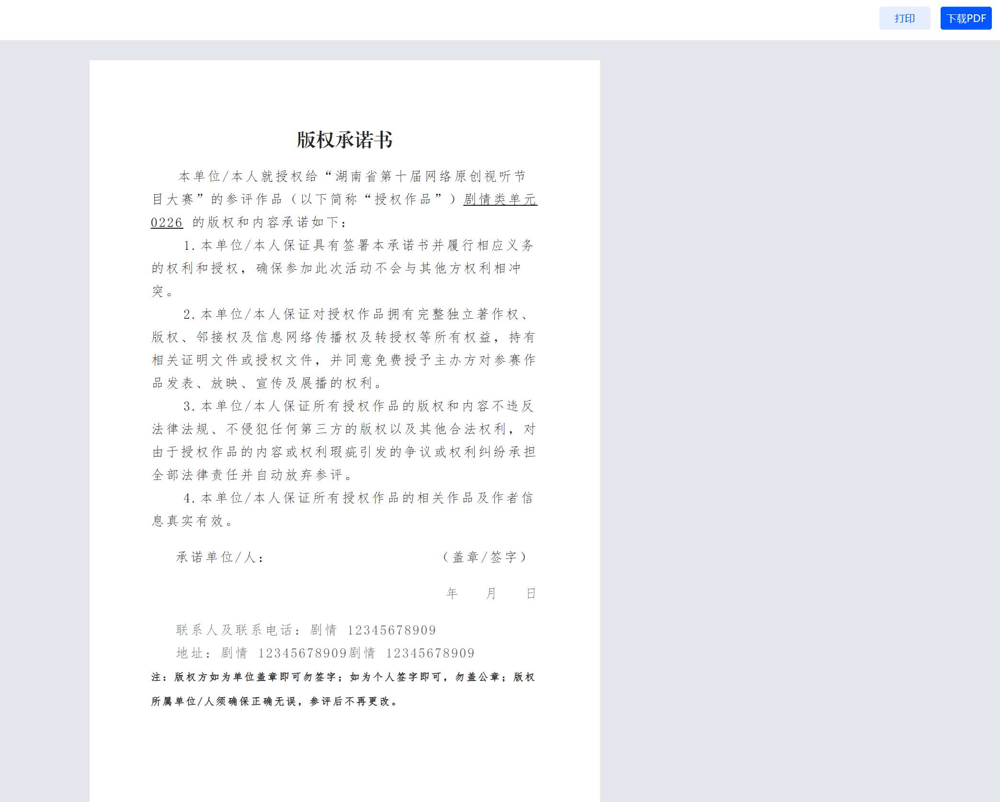 打印 下载PDF
版权承诺书
本单位/本人就授权给“湖南省第十届网络原创视听节
目大赛”的参评作品（以下简称“授权作品”）剧情类单元
0226 的版权和内容承诺如下：
1. 本单位/本人保证具有签署本承诺书并履行相应义务
的权利和授权，确保参加此次活动不会与其他方权利相冲
突。
2. 本单位/本人保证对授权作品拥有完整独立著作权、
版权、邻接权及信息网络传播权及转授权等所有权益，持有
相关证明文件或授权文件，并同意免费授予主办方对参赛作
品发表、放映、宣传及展播的权利。
3. 本单位/本人保证所有授权作品的版权和内容不违反
法律法规、不侵犯任何第三方的版权以及其他合法权利，对
由于授权作品的内容或权利瑕疵引发的争议或权利纠纷承担
全部法律责任并自动放弃参评。
4. 本单位/本人保证所有授权作品的相关作品及作者信
息真实有效。
承诺单位/人： （盖章/签字）
年 月 日
联系人及联系电话：剧情 12345678909
地址：剧情 12345678909剧情 12345678909
注：版权方如为单位盖章即可勿签字；如为个人签字即可，勿盖公章；版权
所属单位/人须确保正确无误，参评后不再更改。